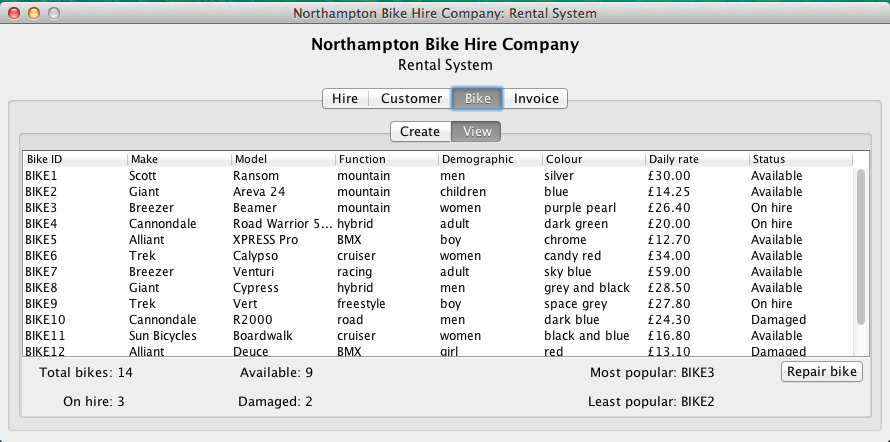 Northampton Bike Hire Company: Rental System
Northampton Bike Hire Company
Rental System
Hire Customer Bike Invoice
Create View
Bike ID Make Model Function Demographic Colour Daily rate Status
BIKE1 Scott Ransom mountain men silver £30.00 Available
BIKE2 Giant Areva 24 mountain children blue £14.25 Available
BIKE3 Breezer Beamer mountain women purple pearl £26.40 On hire
BIKE4 Cannondale Road Warrior 5... hybrid adult dark green £20.00 On hire
BIKE5 Alliant XPRESS Pro BMX boy chrome £12.70 Available
BIKE6 Trek Calypso cruiser women candy red £34.00 Available
BIKE7 Breezer Venturi racing adult sky blue £59.00 Available
BIKE8 Giant Cypress hybrid men grey and black £28.50 Available
BIKE9 Trek Vert freestyle boy space grey £27.80 On hire
BIKE10 Cannondale R2000 road men dark blue £24.30 Damaged
BIKE11 Sun Bicycles Boardwalk cruiser women black and blue £16.80 Available
BIKE12 Alliant Deuce BMX girl red £13.10 Damaged
Total bikes: 14 Available: 9 Most popular: BIKE3 Repair bike
On hire: 3 Damaged: 2 Least popular: BIKE2